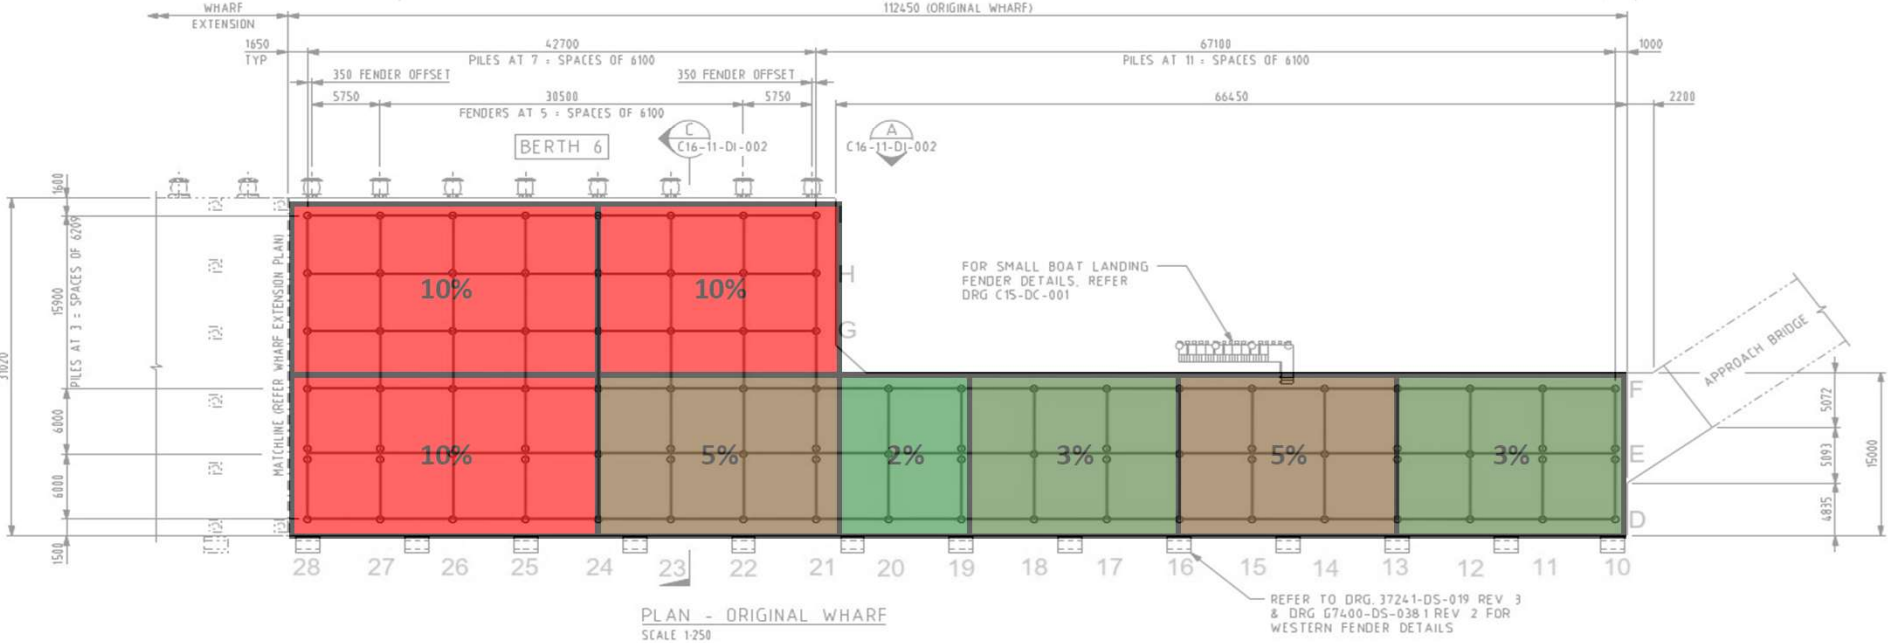 WHARF
EXTENSION
112450 (ORIGINAL WHARF)
1650
TYP
42700
PILES AT 7 = SPACES OF 6100
67100
PILES AT 11 = SPACES OF 6100
1000
350 FENDER OFFSET
350 FENDER OFFSET
5750
30500
5750
FENDERS AT 5 = SPACES OF 6100
66450
2200
BERTH 6
C
C16-11-DI-002
A
C16-11-DI-002
1600
31020
15900
PILES AT 3 = SPACES OF 6209
6000
6000
1500
MATCHLINE (REFER WHARF EXTENSION PLAN)
10%
10%
H
G
FOR SMALL BOAT LANDING
FENDER DETAILS, REFER
DRG C15-DC-001
APPROACH BRIDGE
10%
5%
2%
3%
5%
3%
F
E
D
5072
5093
4835
15000
28 27 26 25 24 23 22 21 20 19 18 17 16 15 14 13 12 11 10
PLAN - ORIGINAL WHARF
SCALE 1:250
REFER TO DRG. 37241-DS-019 REV 3
& DRG G7400-DS-0381 REV 2 FOR
WESTERN FENDER DETAILS